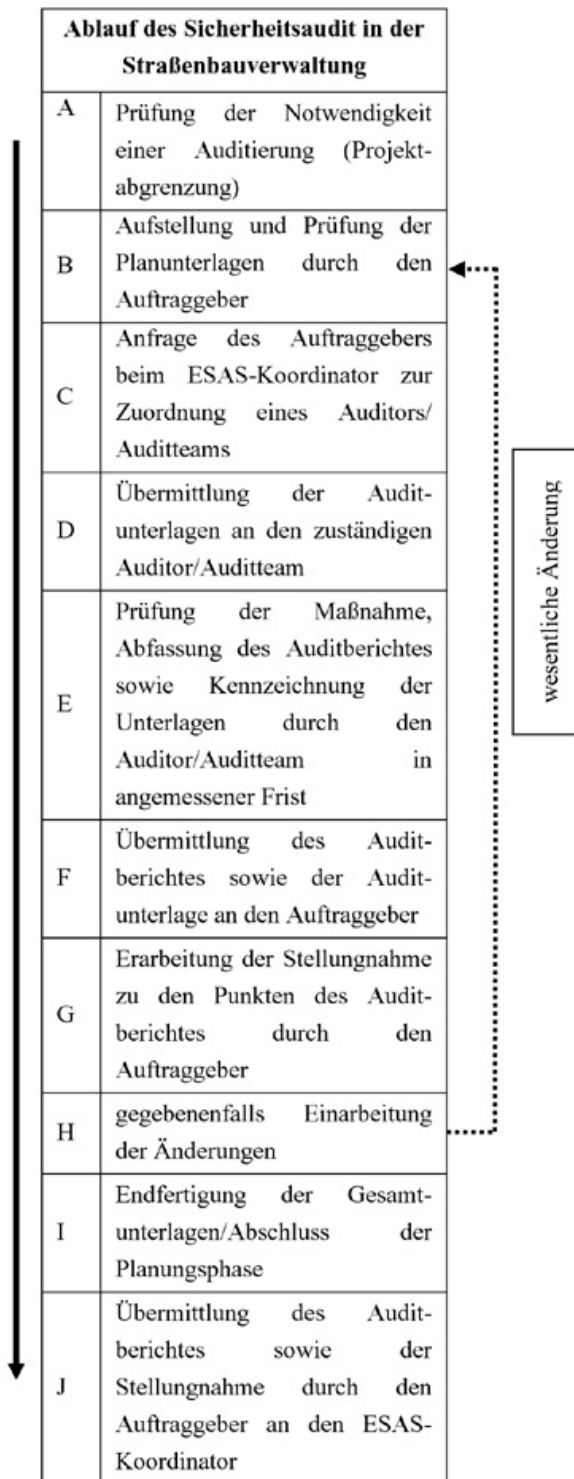 Ablauf des Sicherheitsaudit in der
Straßenbauverwaltung
A
Prüfung der Notwendigkeit
einer Auditierung (Projekt-
abgrenzung)
B
Aufstellung und Prüfung der
Planunterlagen durch den
Auftraggeber
C
Anfrage des Auftraggebers
beim ESAS-Koordinator zur
Zuordnung eines Auditors/
Auditteams
D
Übermittlung der Audit-
unterlagen an den zuständigen
Auditor/Auditteam
E
Prüfung der Maßnahme,
Abfassung des Auditberichtes
sowie Kennzeichnung der
Unterlagen durch den
Auditor/Auditteam in
angemessener Frist
F
Übermittlung des Audit-
berichtes sowie der Audit-
unterlage an den Auftraggeber
G
Erarbeitung der Stellungnahme
zu den Punkten des Audit-
berichtes durch den
Auftraggeber
H
gegebenenfalls Einarbeitung
der Änderungen
I
Endfertigung der Gesamt-
unterlagen/Abschluss der
Planungsphase
J
Übermittlung des Audit-
berichtes sowie der
Stellungnahme durch den
Auftraggeber an den ESAS-
Koordinator
wesentliche Änderung